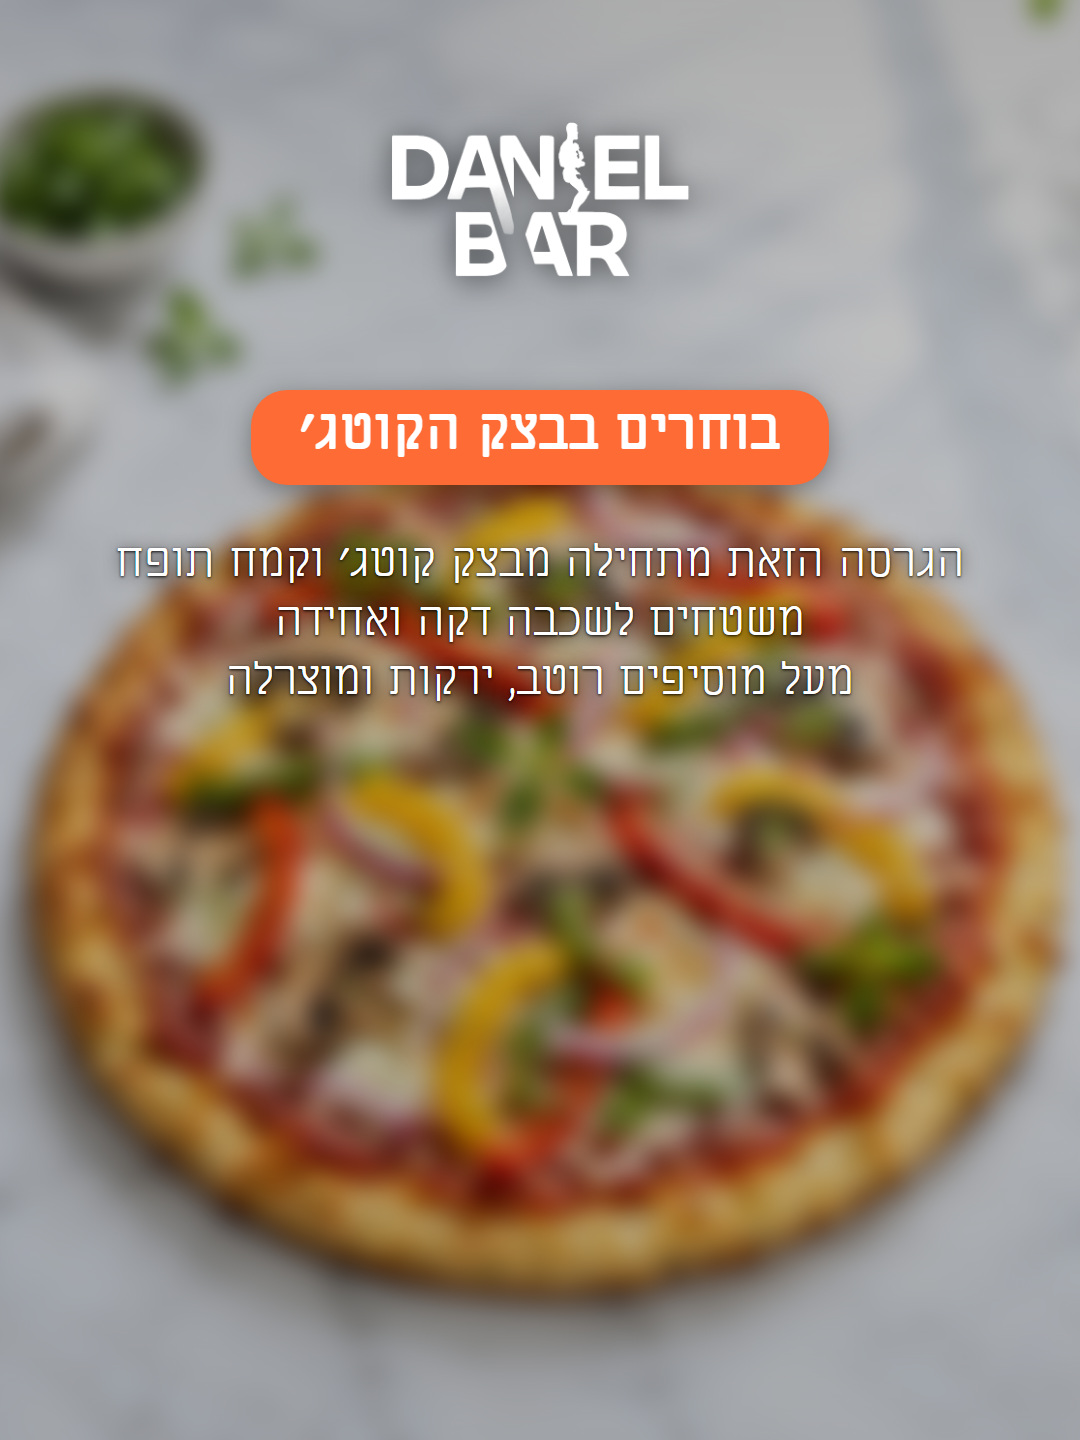 DANIEL
BAR
בוחרים בבצק הקוטג׳
הגרסה הזאת מתחילה מבצק קוטג׳ וקמח תופח
משטחים לשכבה דקה ואחידה
מעל מוסיפים רוטב, ירקות ומוצרלה